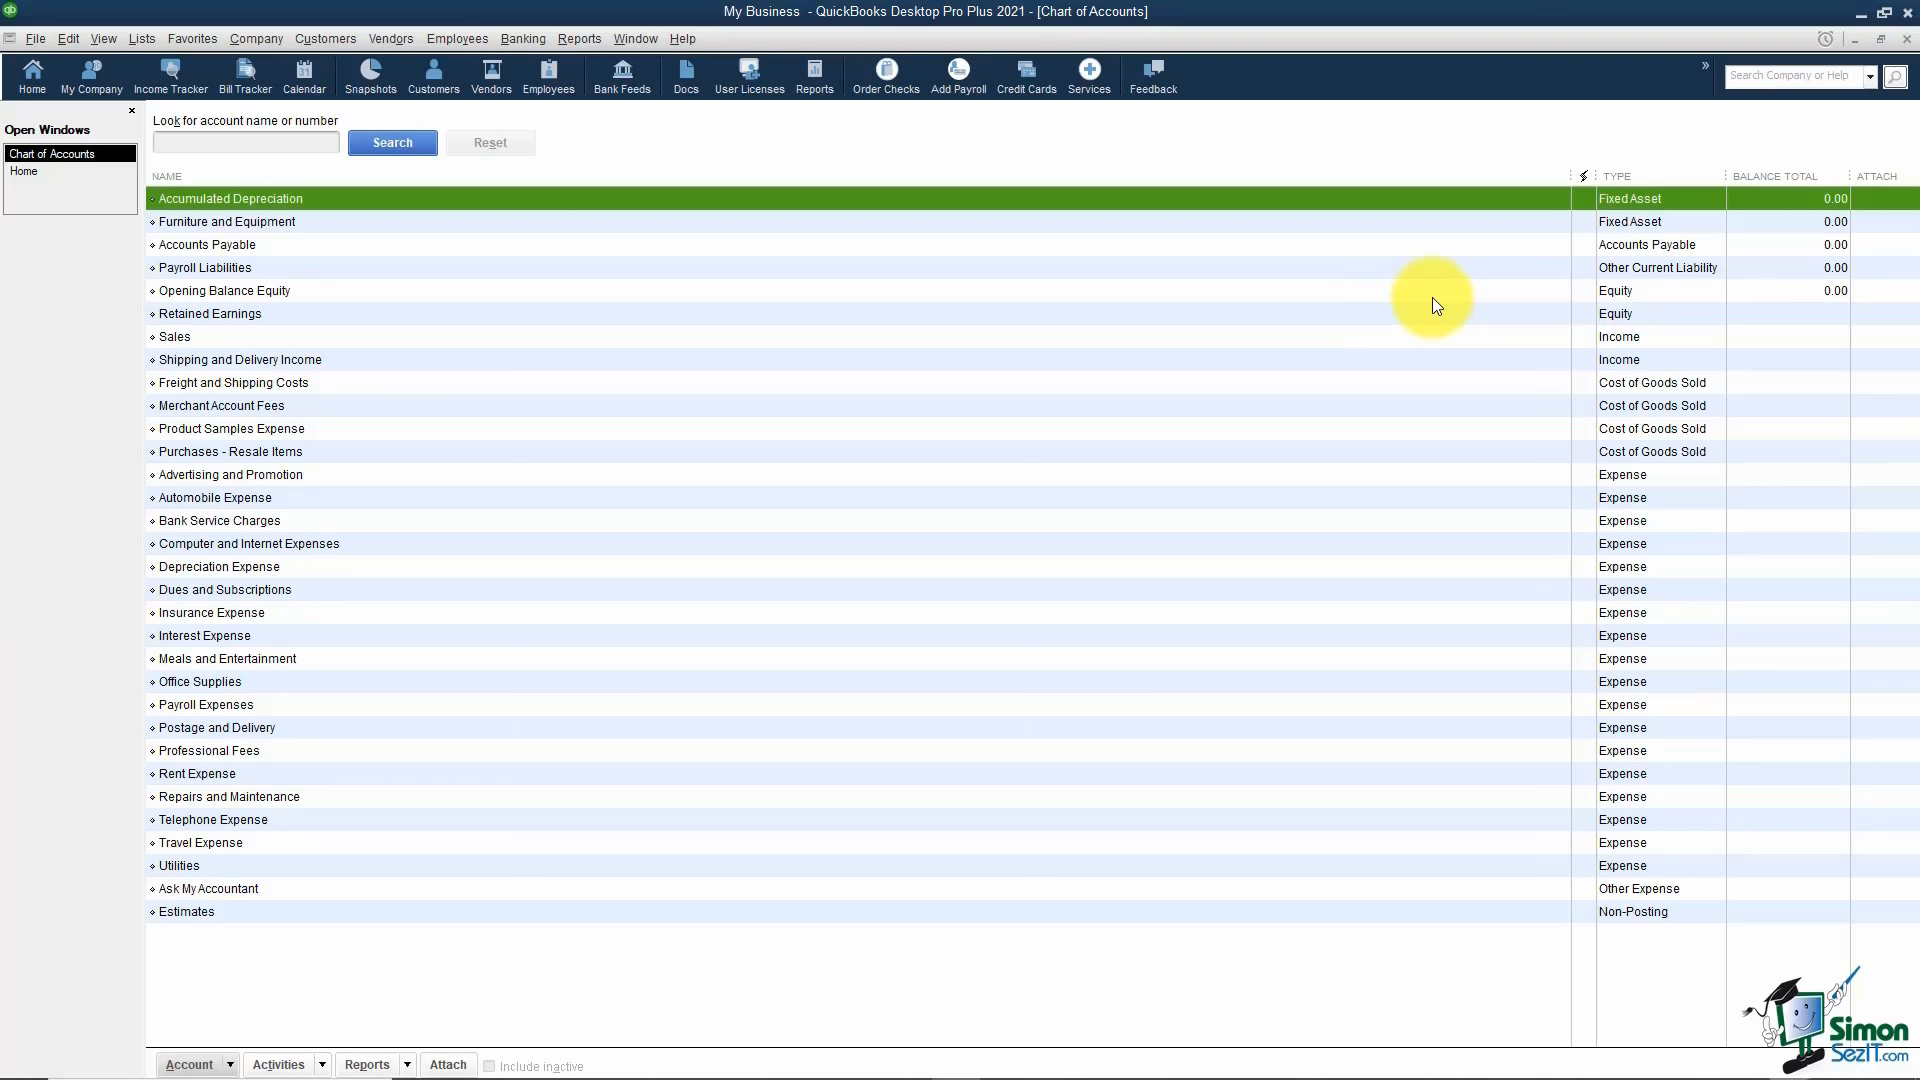 My Business - QuickBooks Desktop Pro Plus 2021 - [Chart of Accounts]
File Edit View Lists Favorites Company Customers Vendors Employees Banking Reports Window Help
Home My Company Income Tracker Bill Tracker Calendar Snapshots Customers Vendors Employees Bank Feeds Docs User Licenses Reports Order Checks Add Payroll Credit Cards Services Feedback » Search Company or Help
Open Windows
Chart of Accounts
Home
Look for account name or number
Search Reset
NAME TYPE BALANCE TOTAL ATTACH
Accumulated Depreciation Fixed Asset 0.00
Furniture and Equipment Fixed Asset 0.00
Accounts Payable Accounts Payable 0.00
Payroll Liabilities Other Current Liability 0.00
Opening Balance Equity Equity 0.00
Retained Earnings Equity
Sales Income
Shipping and Delivery Income Income
Freight and Shipping Costs Cost of Goods Sold
Merchant Account Fees Cost of Goods Sold
Product Samples Expense Cost of Goods Sold
Purchases - Resale Items Cost of Goods Sold
Advertising and Promotion Expense
Automobile Expense Expense
Bank Service Charges Expense
Computer and Internet Expenses Expense
Depreciation Expense Expense
Dues and Subscriptions Expense
Insurance Expense Expense
Interest Expense Expense
Meals and Entertainment Expense
Office Supplies Expense
Payroll Expenses Expense
Postage and Delivery Expense
Professional Fees Expense
Rent Expense Expense
Repairs and Maintenance Expense
Telephone Expense Expense
Travel Expense Expense
Utilities Expense
Ask My Accountant Other Expense
Estimates Non-Posting
Account Activities Reports Attach Include inactive
Simon
SezIT.com